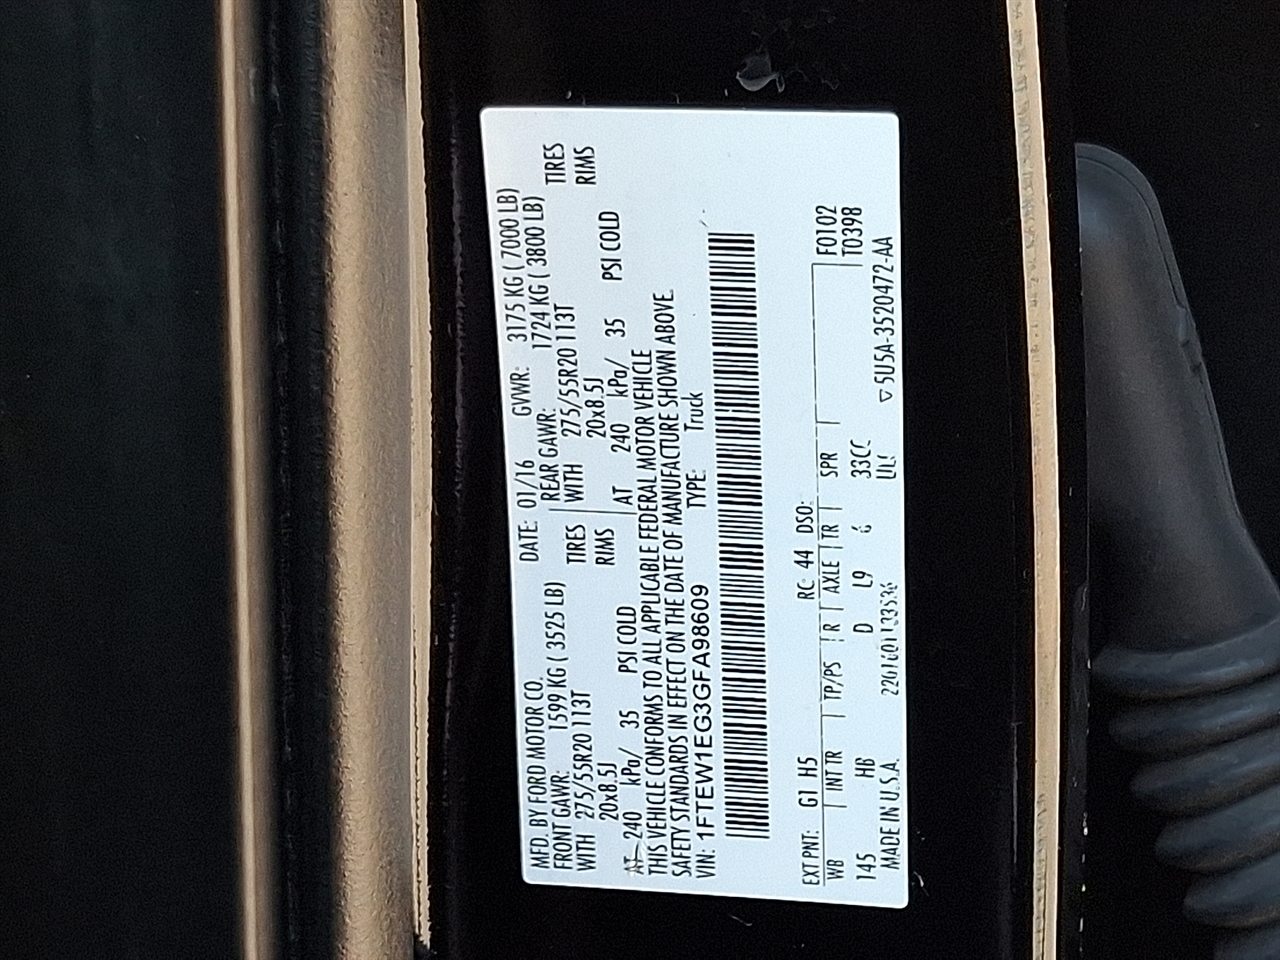 MFD. BY FORD MOTOR CO.
DATE: 01/16 GVWR: 3175 KG ( 7000 LB)
FRONT GAWR: 1599 KG ( 3525 LB)
REAR GAWR: 1724 KG ( 3800 LB)
WITH 275/55R20 113T TIRES
WITH 275/55R20 113T TIRES
20x8.5J RIMS
20x8.5J RIMS
AT 240 kPa/ 35 PSI COLD
AT 240 kPa/ 35 PSI COLD
THIS VEHICLE CONFORMS TO ALL APPLICABLE FEDERAL MOTOR VEHICLE
SAFETY STANDARDS IN EFFECT ON THE DATE OF MANUFACTURE SHOWN ABOVE.
VIN: 1FTEW1EG3GFA98609 TYPE: Truck
EXT PNT: G1 H5 RC: 44 DSO:
WB INT TR TP/PS R AXLE TR SPR F0102
145 HB D L9 6 T0398
MADE IN U.S.A. 5U5A-3520472-AA